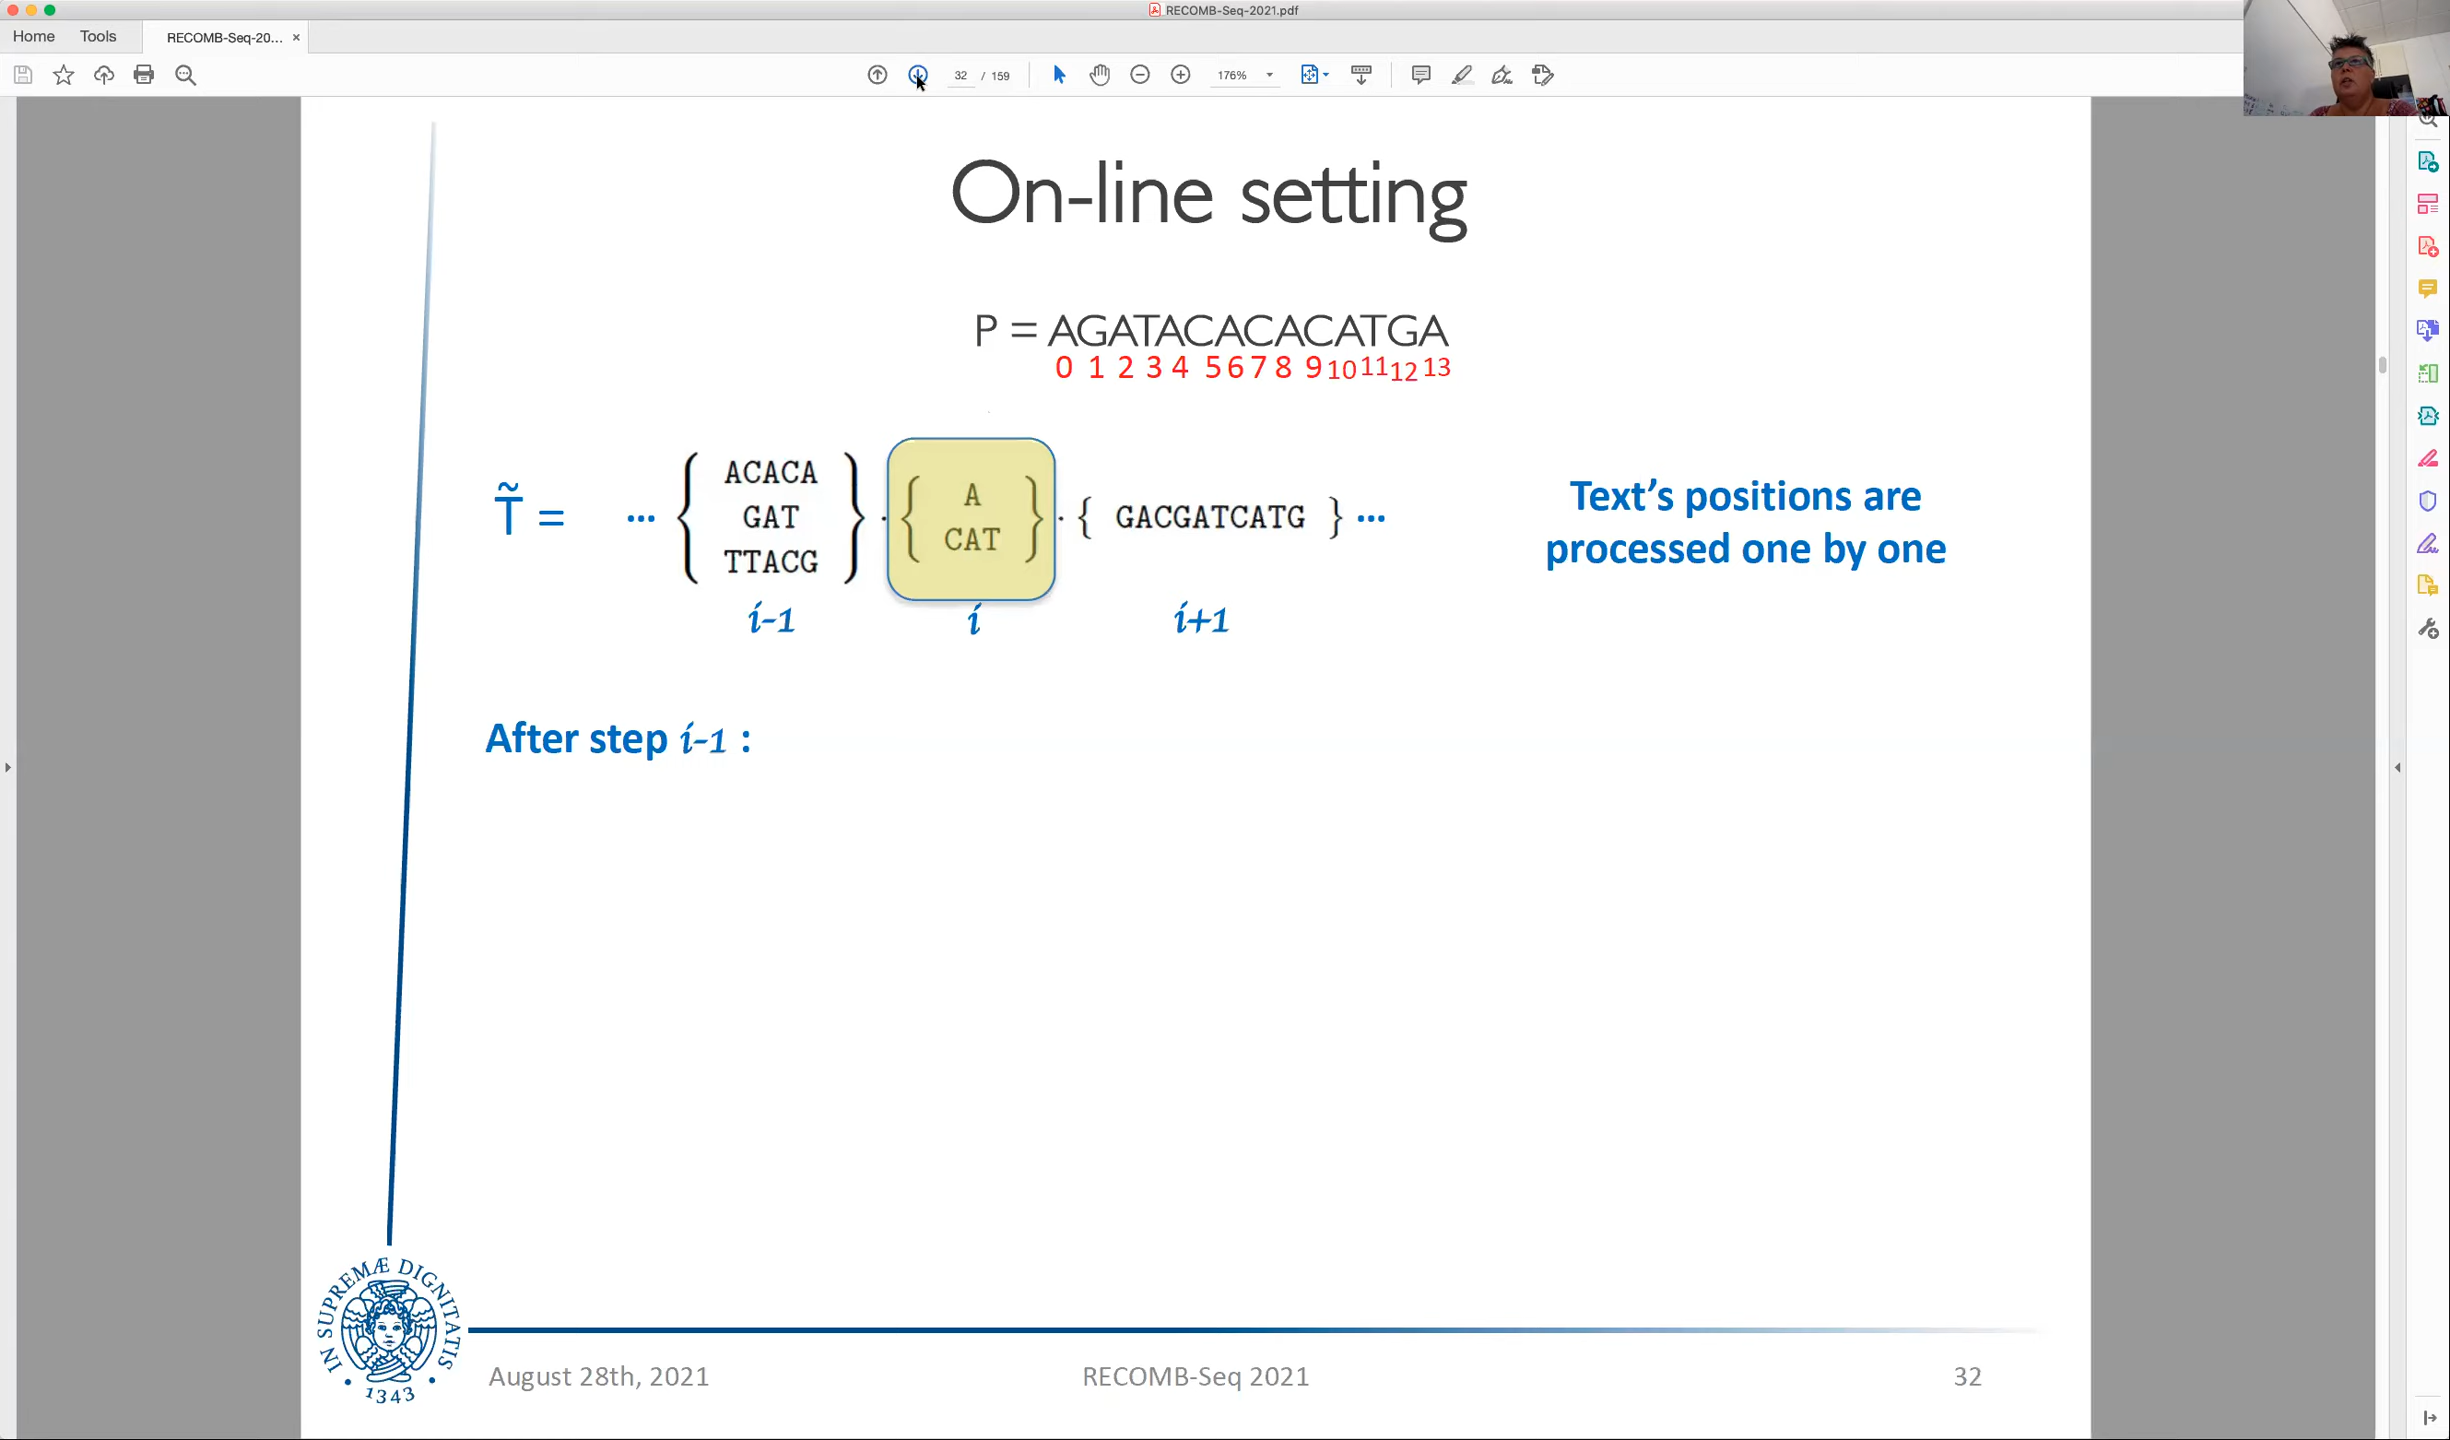 RECOMB-Seq-2021.pdf
Home Tools RECOMB-Seq-20... ×
32 / 159 176%
On-line setting
P = AGATACACACATGA
0 1 2 3 4 5 6 7 8 9 10 11 12 13
ACACA
GAT
TTACG
A
CAT
T̃ = ... { } · { } · { GACGATCATG } ...
i-1 i i+1
Text's positions are
processed one by one
After step i-1 :
IN SUPREMÆ DIGNITATIS
· 1343 ·
August 28th, 2021 RECOMB-Seq 2021 32